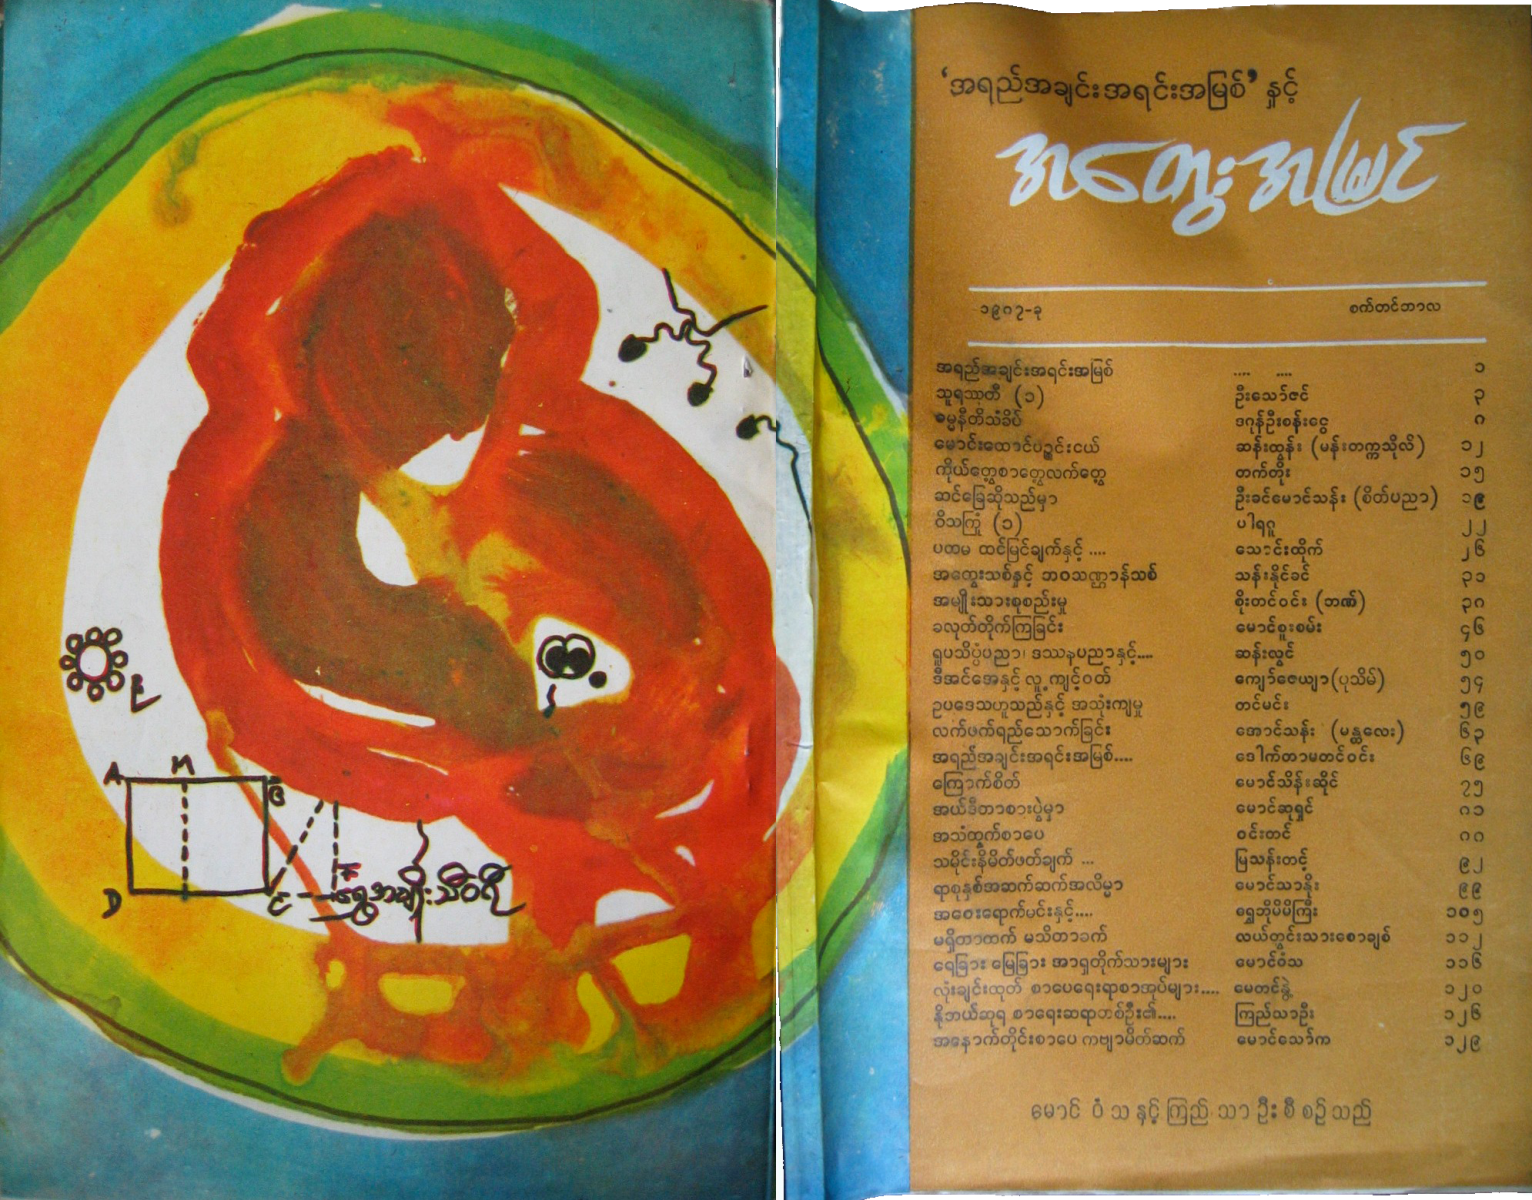 A M
B
D C
ရွှေအမျိုးသီဝရီ
‘အရည်အချင်းအရင်းအမြစ်’ နှင့်
အတွေးအမြင်
၁၉၈၇-ခု စက်တင်ဘာလ
အရည်အချင်းအရင်းအမြစ် .... .... ၁
သူရဿတီ (၁) ဦးသော်ဇင် ၃
ဓမ္မနီတိသံခိပ် ဒဂုန်ဦးစန်းငွေ ၈
မောင်းထောင်ပဉ္စင်းငယ် ဆန်းထွန်း (မန်းတက္ကသိုလ်) ၁၂
ကိုယ်တွေ့စာတွေ့လက်တွေ့ တက်တိုး ၁၅
ဆင်ခြေဆိုသည်မှာ ဦးခင်မောင်သန်း (စိတ်ပညာ) ၁၉
ဝိသကြုံ (၁) ပါရဂူ ၂၂
ပထမ ထင်မြင်ချက်နှင့် .... သောင်းထိုက် ၂၆
အတွေးသစ်နှင့် ဘဝသဏ္ဌာန်သစ် သန်းနိုင်ခင် ၃၁
အမျိုးသားစုစည်းမှု စိုးတင်ဝင်း (ဘဏ်) ၃၈
ခလုတ်တိုက်ကြခြင်း မောင်စူးစမ်း ၄၆
ရူပသိပ္ပံပညာ၊ ဒဿနပညာနှင့်.... ဆန်းလွင် ၅၀
ဒီအင်အေနှင့် လူ့ကျင့်ဝတ် ကျော်ဇေယျာ(ပုသိမ်) ၅၄
ဥပဒေသဟူသည်နှင့် အသုံးကျမှု တင်မင်း ၅၉
လက်ဖက်ရည်သောက်ခြင်း အောင်သန်း (မန္တလေး) ၆၃
အရည်အချင်းအရင်းအမြစ်.... ဒေါက်တာမတင်ဝင်း ၆၉
ကြောက်စိတ် မောင်သိန်းဆိုင် ၇၅
အယ်ဒီတာစားပွဲမှာ မောင်ဆုရှင် ၈၁
အသံထွက်စာပေ ဝင်းတင် ၈၈
သမိုင်းနိမိတ်ဖတ်ချက် ... မြသန်းတင့် ၉၂
ရာစုနှစ်အဆက်ဆက်အလိမ္မာ မောင်သာနိုး ၉၉
အဝေးရောက်မင်းနှင့်.... ရွှေဘိုမိမိကြီး ၁၀၅
မရှိတာထက် မသိတာခက် လယ်တွင်းသားစောချစ် ၁၁၂
ရေခြား မြေခြား အာရှတိုက်သားများ မောင်ဝံသ ၁၁၆
လုံးချင်းထုတ် စာပေရေးရာစာအုပ်များ.... မေတင်နွဲ့ ၁၂၀
နိုဘယ်ဆုရ စာရေးဆရာတစ်ဦး၏.... ကြည်သာဦး ၁၂၆
အနောက်တိုင်းစာပေ ကဗျာမိတ်ဆက် မောင်သော်က ၁၂၉
မောင် ဝံ သ နှင့် ကြည် သာ ဦး စီ စဉ် သည်